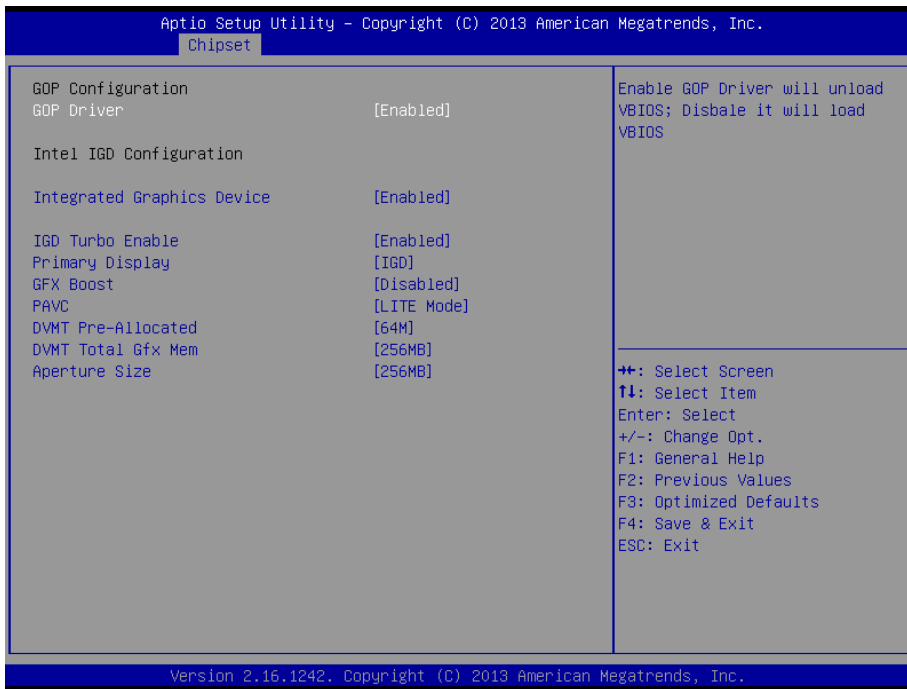 Aptio Setup Utility – Copyright (C) 2013 American Megatrends, Inc.
Chipset
GOP Configuration
GOP Driver [Enabled]
Intel IGD Configuration
Integrated Graphics Device [Enabled]
IGD Turbo Enable [Enabled]
Primary Display [IGD]
GFX Boost [Disabled]
PAVC [LITE Mode]
DVMT Pre-Allocated [64M]
DVMT Total Gfx Mem [256MB]
Aperture Size [256MB]
Enable GOP Driver will unload
VBIOS; Disbale it will load
VBIOS
→←: Select Screen
↑↓: Select Item
Enter: Select
+/-: Change Opt.
F1: General Help
F2: Previous Values
F3: Optimized Defaults
F4: Save & Exit
ESC: Exit
Version 2.16.1242. Copyright (C) 2013 American Megatrends, Inc.